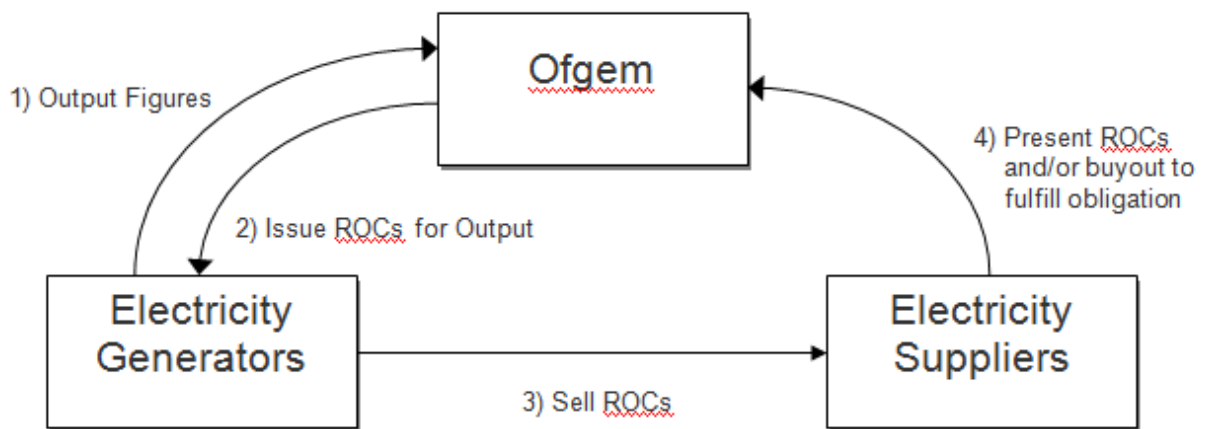 Ofgem
1) Output Figures
4) Present ROCs
and/or buyout to
fulfill obligation
2) Issue ROCs for Output
Electricity
Generators
Electricity
Suppliers
3) Sell ROCs